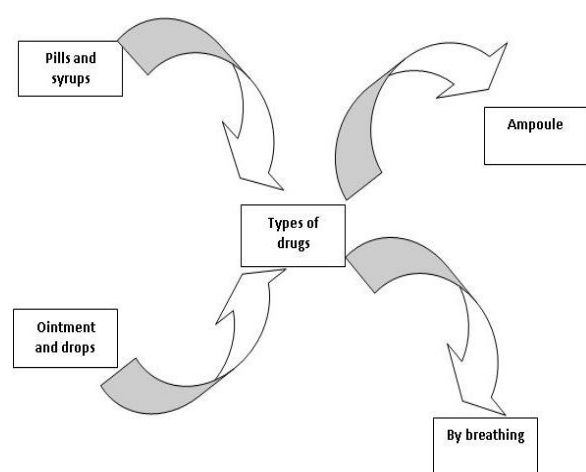 Pills and
syrups
Ampoule
Types of
drugs
Ointment
and drops
By breathing